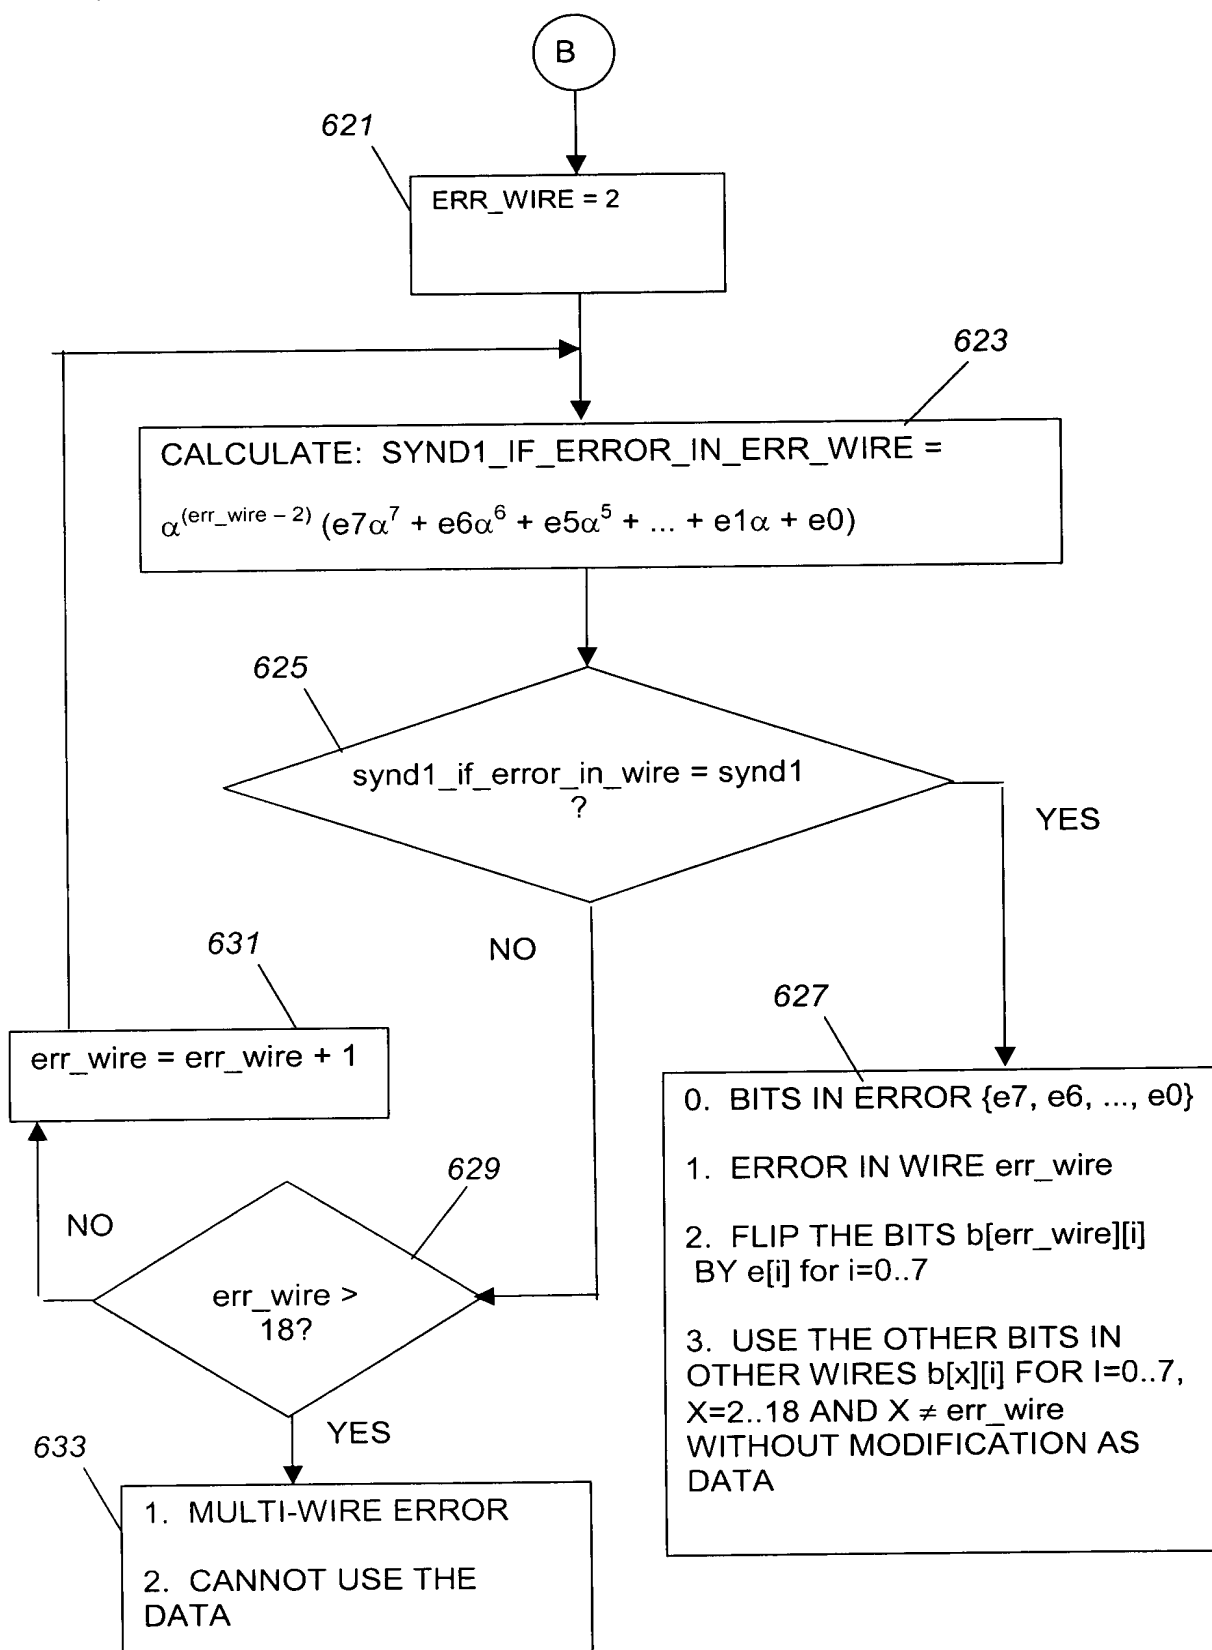 B
621
ERR_WIRE = 2
623
CALCULATE: SYND1_IF_ERROR_IN_ERR_WIRE =
α^(err_wire – 2) (e7α^7 + e6α^6 + e5α^5 + ... + e1α + e0)
625
synd1_if_error_in_wire = synd1
?
YES
NO
631
err_wire = err_wire + 1
627
0. BITS IN ERROR {e7, e6, ..., e0}
1. ERROR IN WIRE err_wire
2. FLIP THE BITS b[err_wire][i]
BY e[i] for i=0..7
3. USE THE OTHER BITS IN
OTHER WIRES b[x][i] FOR I=0..7,
X=2..18 AND X ≠ err_wire
WITHOUT MODIFICATION AS
DATA
629
NO
err_wire >
18?
YES
633
1. MULTI-WIRE ERROR
2. CANNOT USE THE
DATA